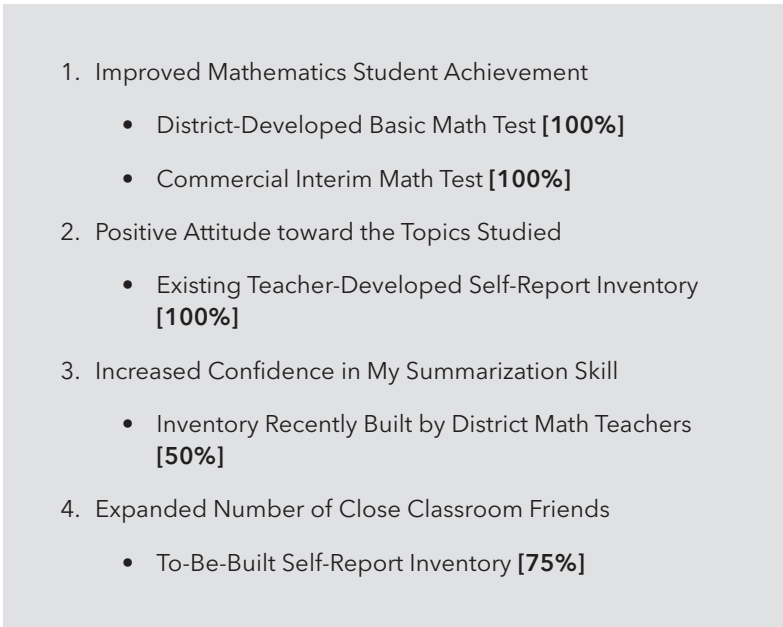 1. Improved Mathematics Student Achievement
• District-Developed Basic Math Test [100%]
• Commercial Interim Math Test [100%]
2. Positive Attitude toward the Topics Studied
• Existing Teacher-Developed Self-Report Inventory
[100%]
3. Increased Confidence in My Summarization Skill
• Inventory Recently Built by District Math Teachers
[50%]
4. Expanded Number of Close Classroom Friends
• To-Be-Built Self-Report Inventory [75%]